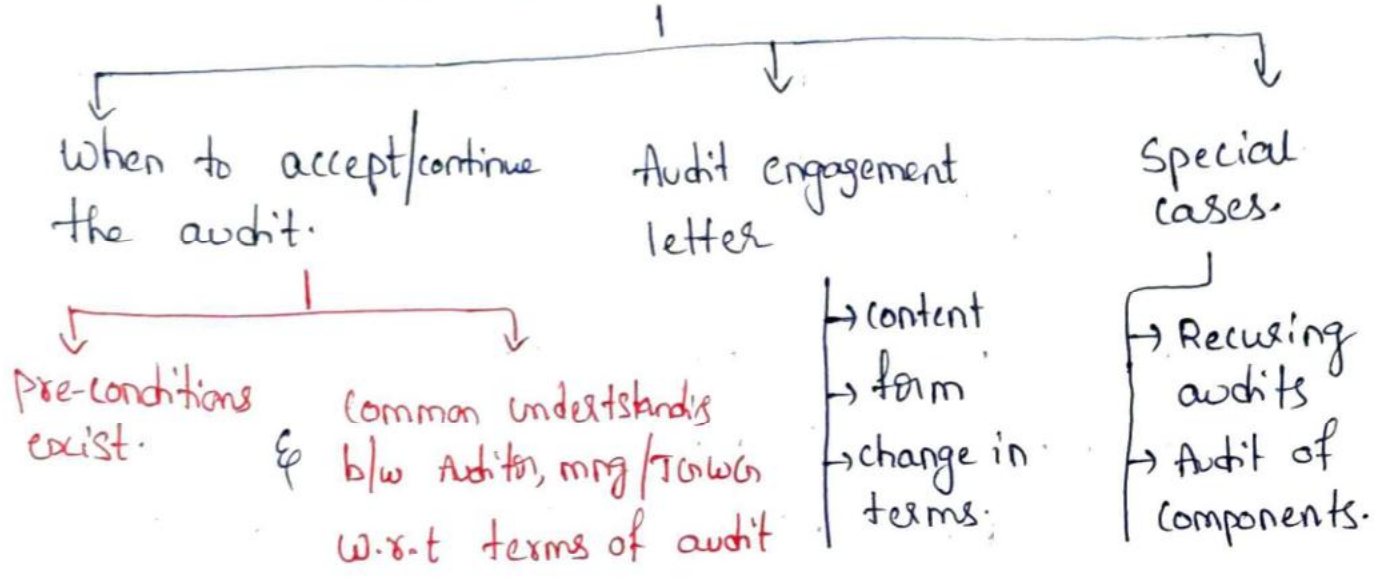 When to accept/continue
the audit.
Audit engagement
letter
Special
cases.
Pre-conditions
exist.
&
Common undertstandig
b/w Auditor, mng/TCWG
w.r.t terms of audit
→ content
→ form
→ change in
terms.
→ Recurring
audits
→ Audit of
components.